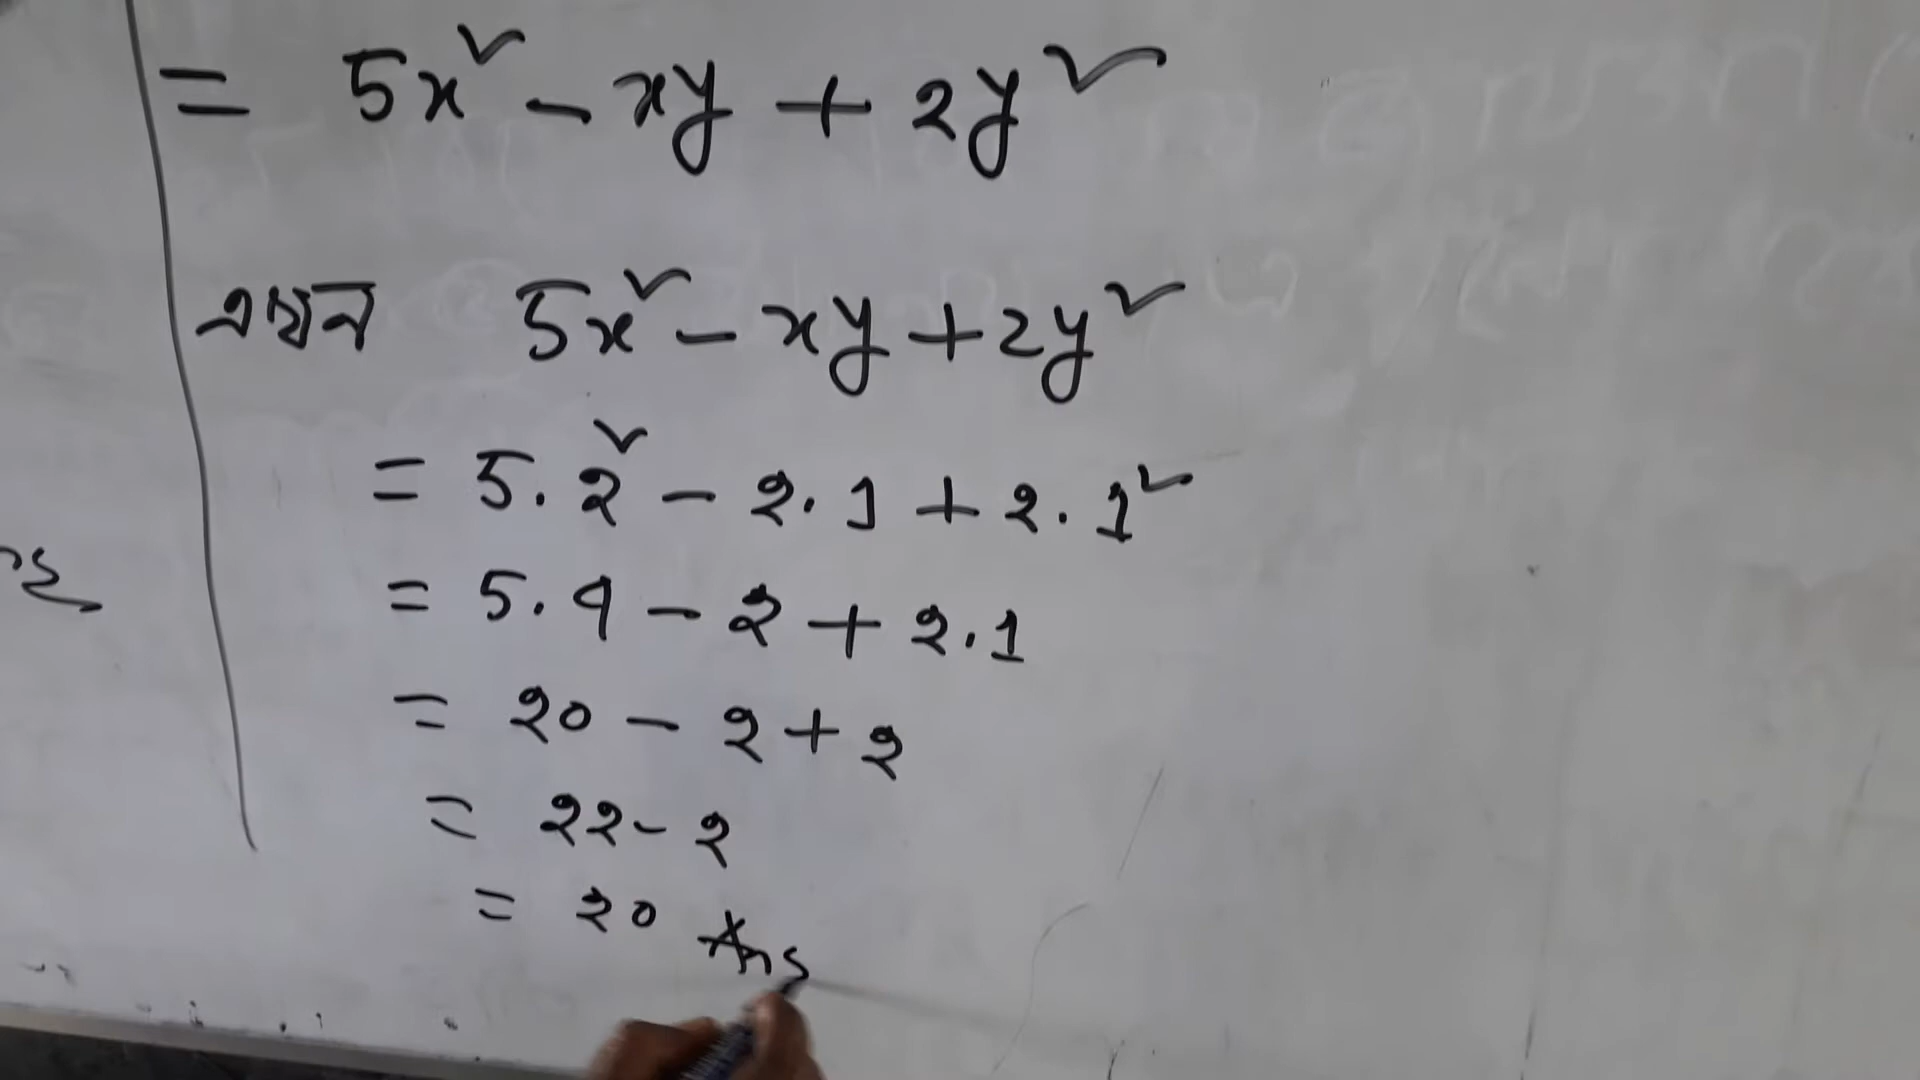 = 5x² - xy + 2y²
এখন 5x² - xy + 2y²
= 5.2² - 2.1 + 2.1²
= 5.4 - 2 + 2.1
= 20 - 2 + 2
= 22 - 2
= 20 Ans